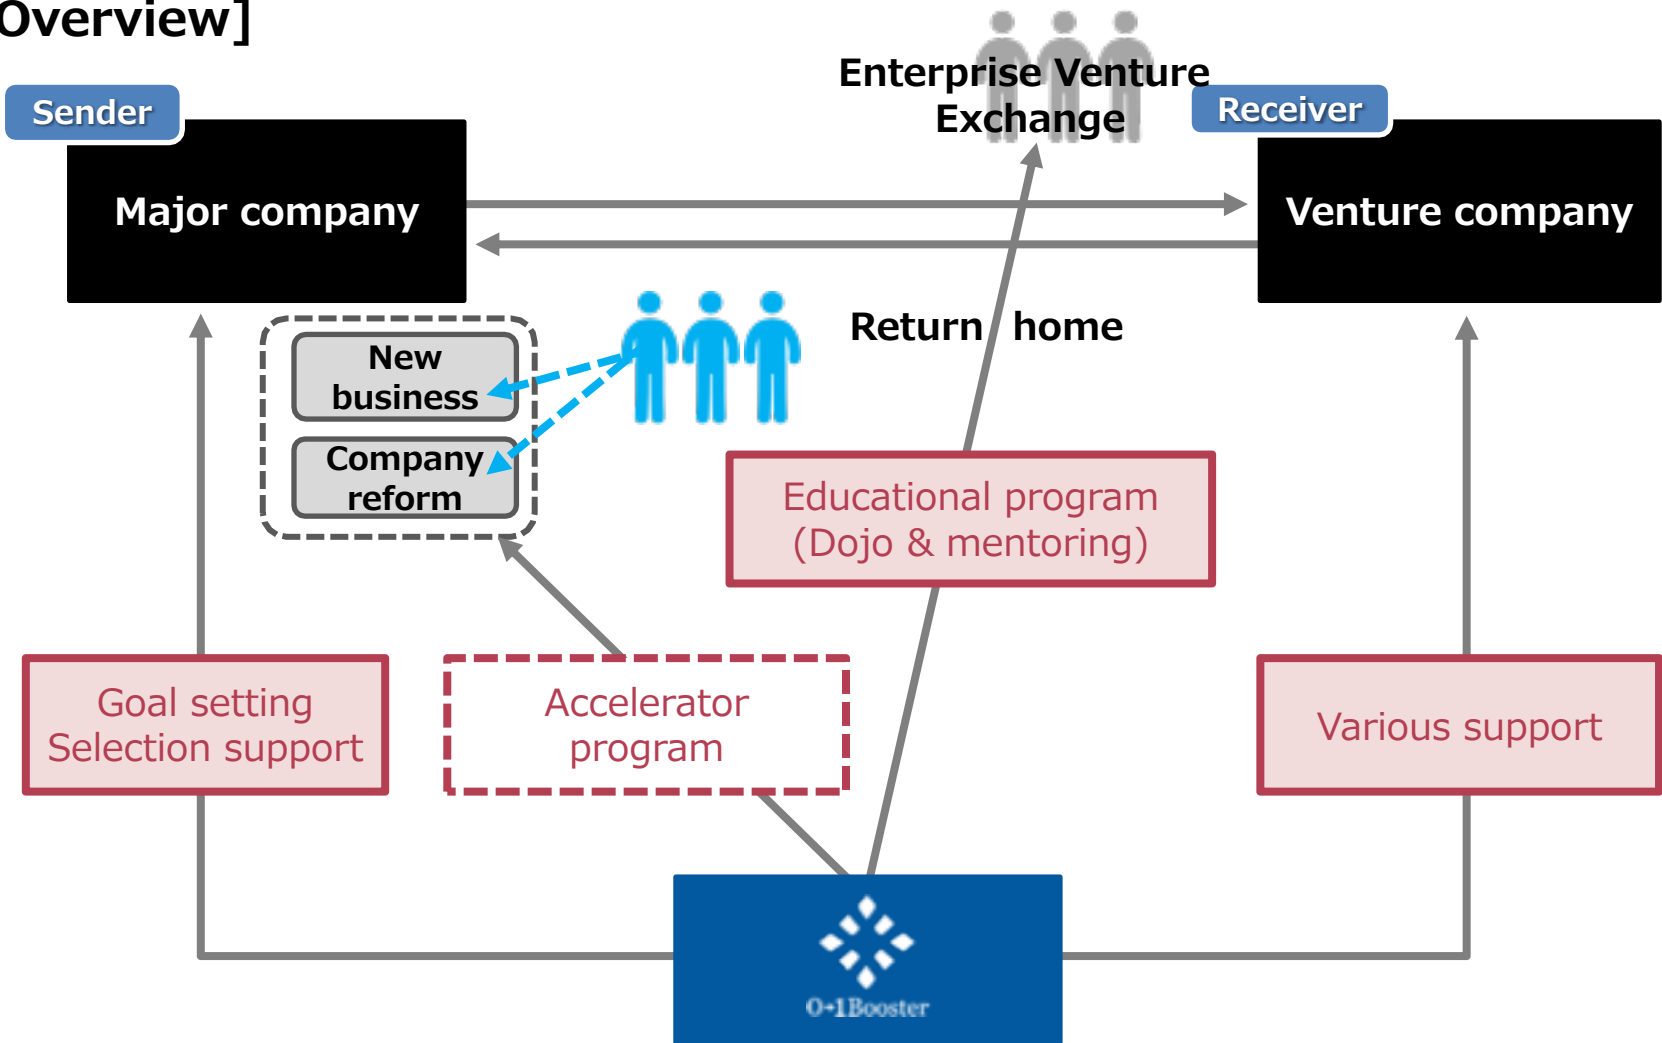 Overview]
Enterprise Venture
Exchange
Sender
Receiver
Major company
Venture company
Return home
New
business
Company
reform
Educational program
(Dojo & mentoring)
Goal setting
Selection support
Accelerator
program
Various support
0→1Booster